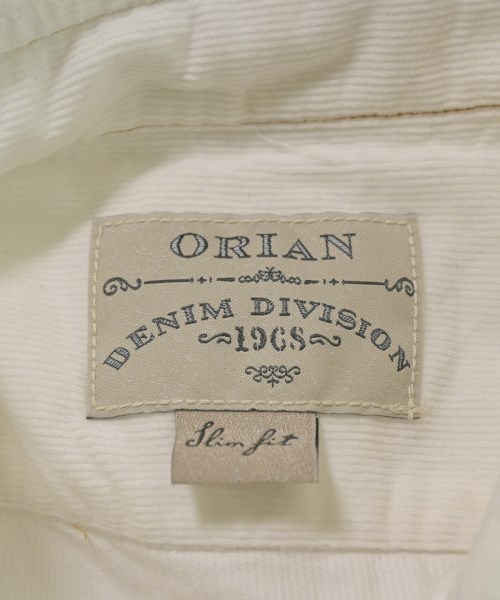 ORIAN
DENIM DIVISION
1968
Slim fit